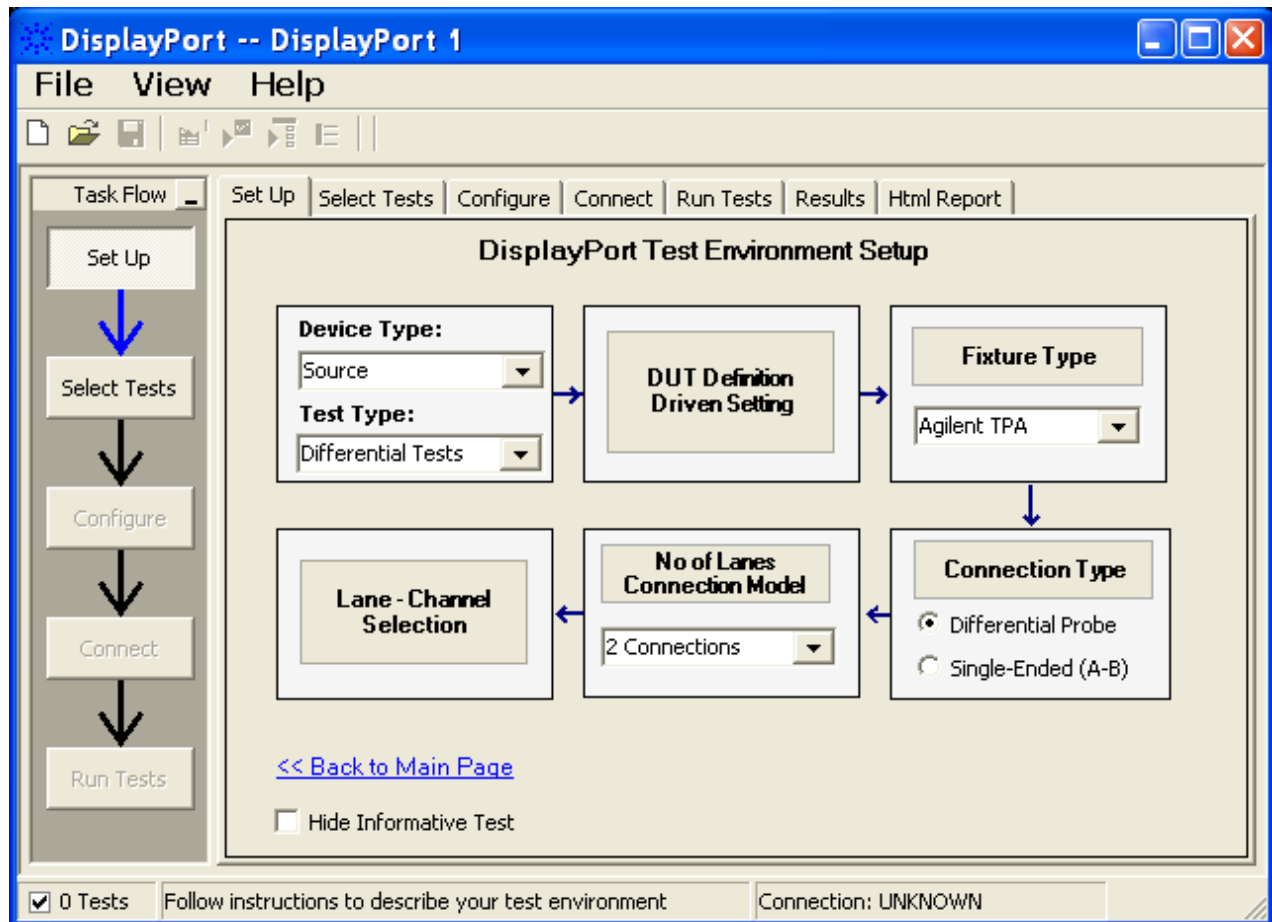 DisplayPort -- DisplayPort 1
File View Help
Task Flow
Set Up Select Tests Configure Connect Run Tests Results Html Report
Set Up
Select Tests
Configure
Connect
Run Tests
DisplayPort Test Environment Setup
Device Type:
Source
Test Type:
Differential Tests
DUT Definition
Driven Setting
Fixture Type
Agilent TPA
Lane - Channel
Selection
No of Lanes
Connection Model
2 Connections
Connection Type
Differential Probe
Single-Ended (A-B)
<< Back to Main Page
Hide Informative Test
0 Tests Follow instructions to describe your test environment Connection: UNKNOWN